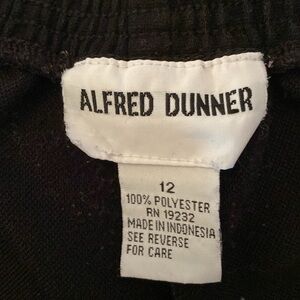 ALFRED DUNNER
12
100% POLYESTER
RN 19232
MADE IN INDONESIA
SEE REVERSE
FOR CARE